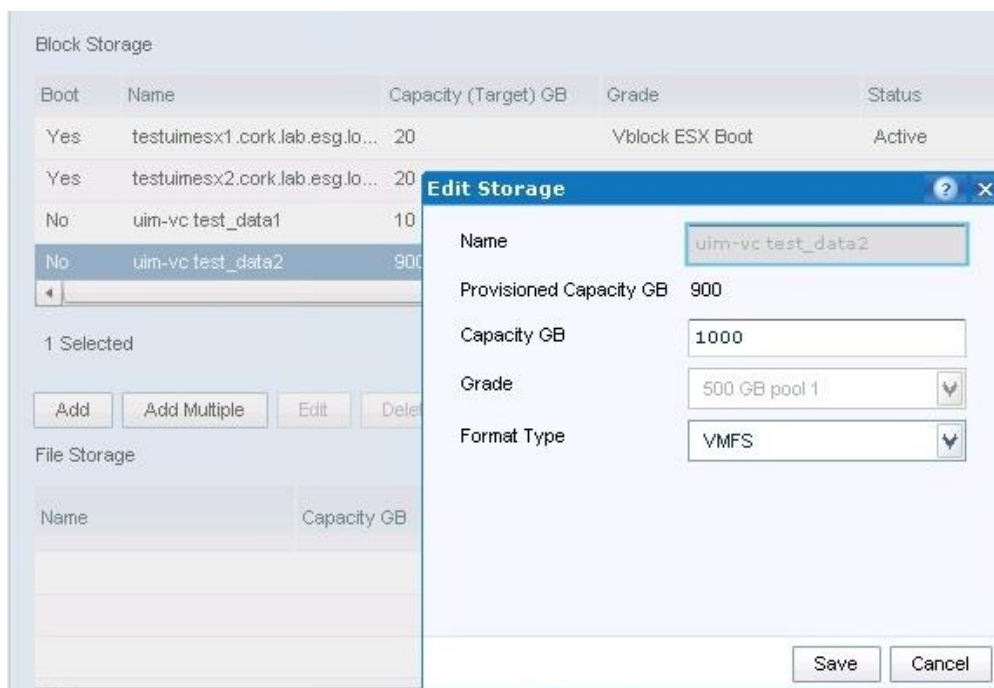 Block Storage
Boot Name Capacity (Target) GB Grade Status
Yes testuimesx1.cork.lab.esg.lo... 20 Vblock ESX Boot Active
Yes testuimesx2.cork.lab.esg.lo... 20
No uim-vc test_data1 10
No uim-vc test_data2 900
1 Selected
Add Add Multiple Edit Delet
File Storage
Name Capacity GB
Edit Storage ? X
Name uim-vc test_data2
Provisioned Capacity GB 900
Capacity GB 1000
Grade 500 GB pool 1
Format Type VMFS
Save Cancel